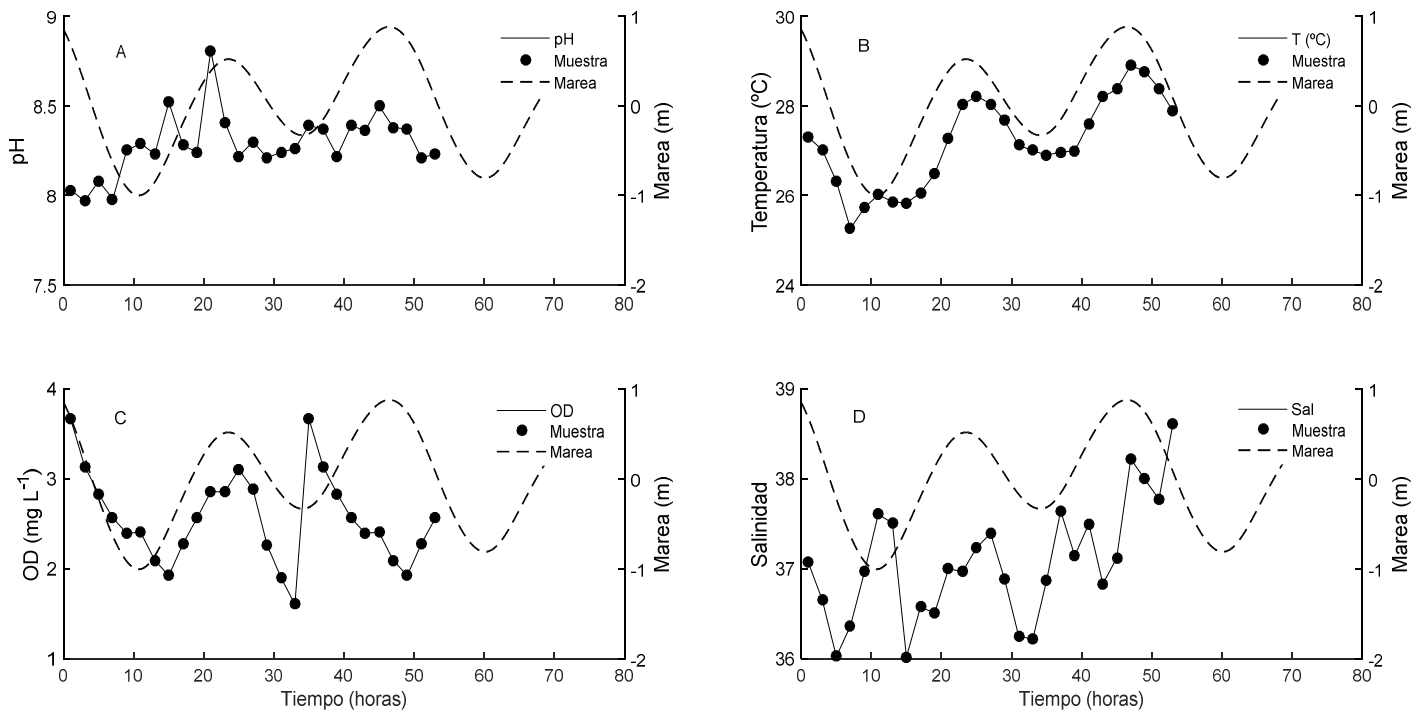 9
8.5
8
7.5
pH
A
pH
Muestra
Marea
1
0
-1
-2
Marea (m)
0 10 20 30 40 50 60 70 80
30
28
26
24
Temperatura (ºC)
B
T (ºC)
Muestra
Marea
1
0
-1
-2
Marea (m)
0 10 20 30 40 50 60 70 80
4
3
2
1
OD (mg L-1)
C
OD
Muestra
Marea
1
0
-1
-2
Marea (m)
0 10 20 30 40 50 60 70 80
Tiempo (horas)
39
38
37
36
Salinidad
D
Sal
Muestra
Marea
1
0
-1
-2
Marea (m)
0 10 20 30 40 50 60 70 80
Tiempo (horas)